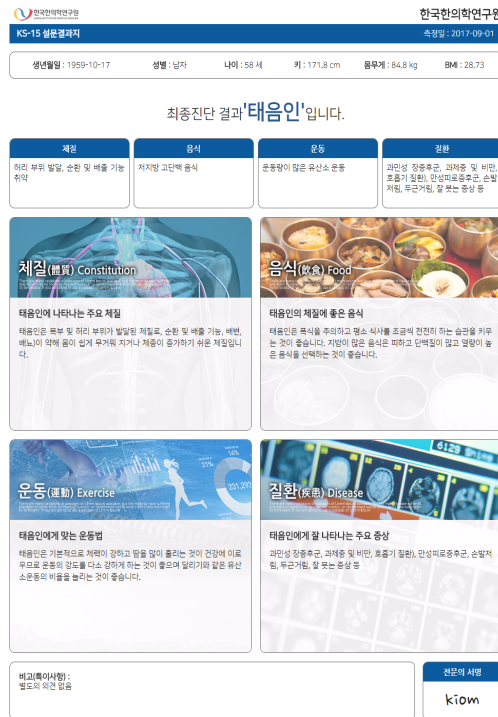 한국한의학연구원
한국한의학연구원
KS-15 설문결과지
측정일 : 2017-09-01
생년월일 : 1959-10-17 성별 : 남자 나이 : 58 세 키 : 171.8 cm 몸무게 : 84.8 kg BMI : 28.73
최종진단 결과 '태음인' 입니다.
체질
허리 부위 발달, 순환 및 배출 기능
취약
음식
저지방 고단백 음식
운동
운동량이 많은 유산소 운동
질환
과민성 장증후군, 과체중 및 비만,
호흡기 질환), 만성피로증후군, 손발
저림, 두근거림, 잘 붓는 증상 등
체질(體質) Constitution
태음인에 나타나는 주요 체질
태음인은 복부 및 허리 부위가 발달된 체질로, 순환 및 배출 기능, 배변,
배뇨)이 약해 몸이 쉽게 무거워 지거나 체중이 증가하기 쉬운 체질입니
다.
음식(飮食) Food
태음인의 체질에 좋은 음식
태음인은 폭식을 주의하고 평소 식사를 조금씩 천천히 하는 습관을 키우
는 것이 좋습니다. 지방이 많은 음식은 피하고 단백질이 많고 열량이 높
은 음식을 선택하는 것이 좋습니다.
운동(運動) Exercise
14%
21%
231,293
태음인에게 맞는 운동법
태음인은 기본적으로 체력이 강하고 땀을 많이 흘리는 것이 건강에 이로
우므로 운동의 강도를 다소 강하게 하는 것이 좋으며 달리기와 같은 유산
소운동의 비율을 늘리는 것이 좋습니다.
질환(疾患) Disease
6129
태음인에게 잘 나타나는 주요 증상
과민성 장증후군, 과체중 및 비만, 호흡기 질환), 만성피로증후군, 손발저
림, 두근거림, 잘 붓는 증상 등
비고(특이사항) :
별도의 의견 없음
전문의 서명
kiom